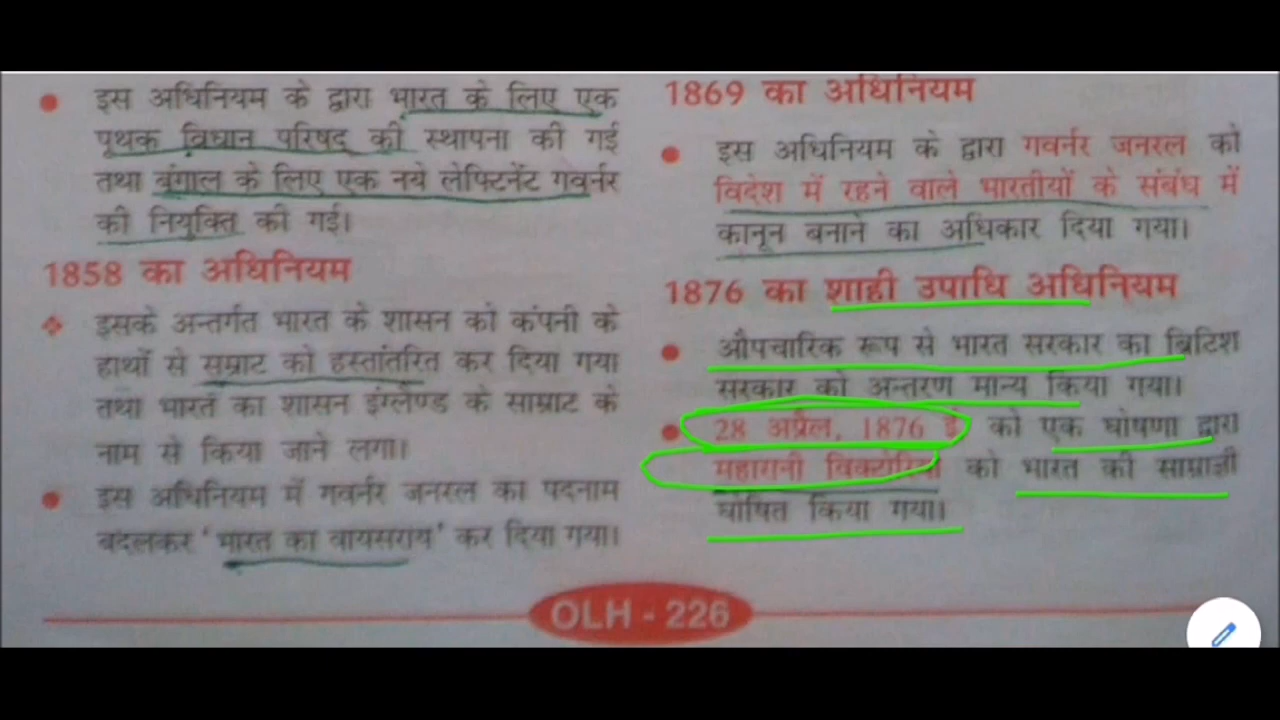 इस अधिनियम के द्वारा भारत के लिए एक
पृथक विधान परिषद् की स्थापना की गई
तथा बंगाल के लिए एक नये लेफ्टिनेंट गवर्नर
की नियुक्ति की गई।
1858 का अधिनियम
इसके अन्तर्गत भारत के शासन को कंपनी के
हाथों से सम्राट को हस्तांतरित कर दिया गया
तथा भारत का शासन इंग्लैण्ड के साम्राट के
नाम से किया जाने लगा।
इस अधिनियम में गवर्नर जनरल का पदनाम
बदलकर 'भारत का वायसराय' कर दिया गया।
1869 का अधिनियम
इस अधिनियम के द्वारा गवर्नर जनरल को
विदेश में रहने वाले भारतीयों के संबंध में
कानून बनाने का अधिकार दिया गया।
1876 का शाही उपाधि अधिनियम
औपचारिक रूप से भारत सरकार का ब्रिटिश
सरकार को अन्तरण मान्य किया गया।
28 अप्रैल, 1876 ई को एक घोषणा द्वारा
महारानी विक्टोरिया को भारत की साम्राज्ञी
घोषित किया गया।
OLH - 226